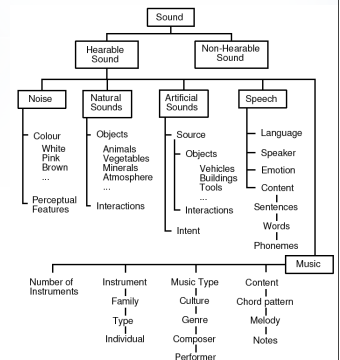 Sound
Hearable
Sound
Non-Hearable
Sound
Noise
Natural
Sounds
Artificial
Sounds
Speech
Colour
White
Pink
Brown
...
Perceptual
Features
Objects
Animals
Vegetables
Minerals
Atmosphere
...
Interactions
Source
Objects
Vehicles
Buildings
Tools
...
Interactions
Intent
Language
Speaker
Emotion
Content
Sentences
Words
Phonemes
Music
Number of
Instruments
Instrument
Family
Type
Individual
Music Type
Culture
Genre
Composer
Performer
Content
Chord pattern
Melody
Notes